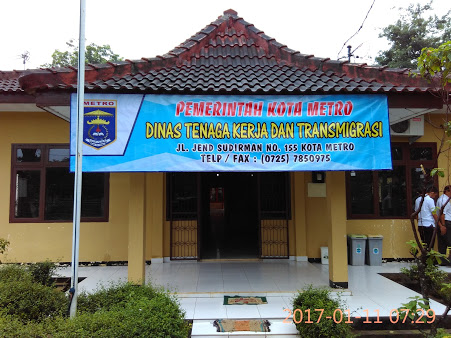 METRO
PEMERINTAH KOTA METRO
DINAS TENAGA KERJA DAN TRANSMIGRASI
JL. JEND SUDIRMAN NO. 155 KOTA METRO
TELP / FAX : (0725) 7850975
2017-01-11 07:29